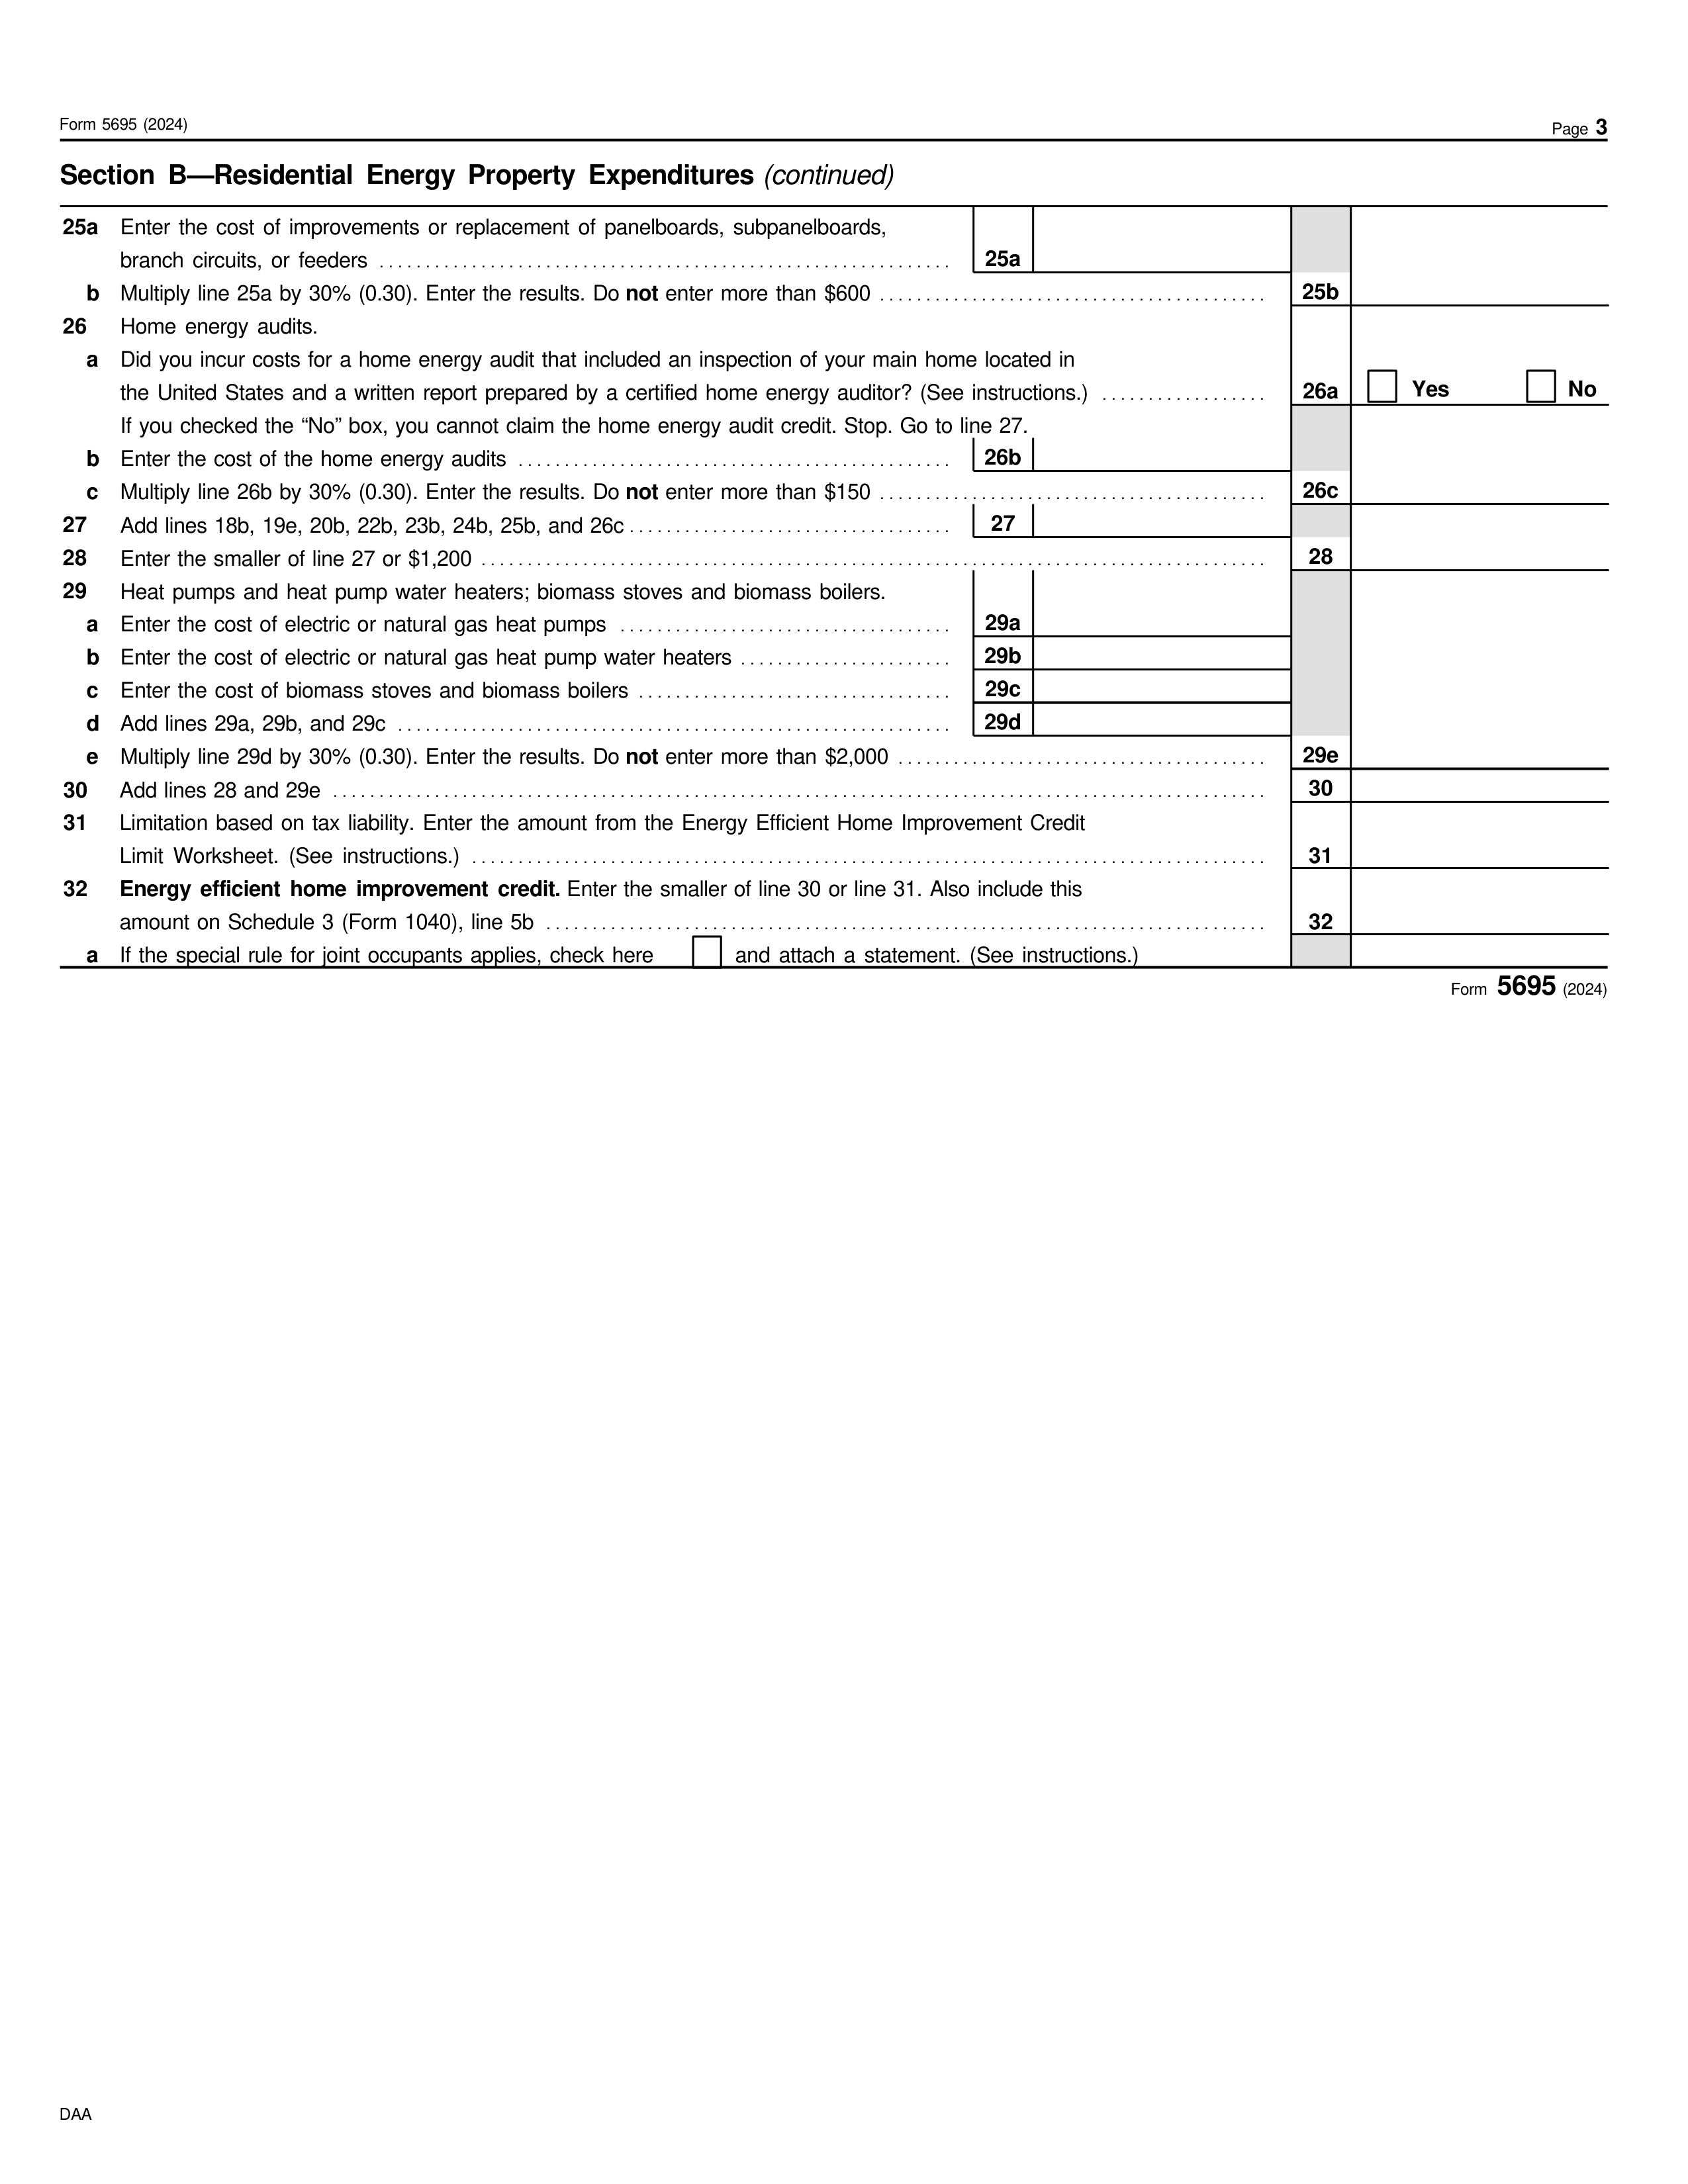 Form 5695 (2024) Page 3
Section B—Residential Energy Property Expenditures (continued)
25a Enter the cost of improvements or replacement of panelboards, subpanelboards,
branch circuits, or feeders 25a
b Multiply line 25a by 30% (0.30). Enter the results. Do not enter more than $600 25b
26 Home energy audits.
a Did you incur costs for a home energy audit that included an inspection of your main home located in
the United States and a written report prepared by a certified home energy auditor? (See instructions.) 26a Yes No
If you checked the “No” box, you cannot claim the home energy audit credit. Stop. Go to line 27.
b Enter the cost of the home energy audits 26b
c Multiply line 26b by 30% (0.30). Enter the results. Do not enter more than $150 26c
27 Add lines 18b, 19e, 20b, 22b, 23b, 24b, 25b, and 26c 27
28 Enter the smaller of line 27 or $1,200 28
29 Heat pumps and heat pump water heaters; biomass stoves and biomass boilers.
a Enter the cost of electric or natural gas heat pumps 29a
b Enter the cost of electric or natural gas heat pump water heaters 29b
c Enter the cost of biomass stoves and biomass boilers 29c
d Add lines 29a, 29b, and 29c 29d
e Multiply line 29d by 30% (0.30). Enter the results. Do not enter more than $2,000 29e
30 Add lines 28 and 29e 30
31 Limitation based on tax liability. Enter the amount from the Energy Efficient Home Improvement Credit
Limit Worksheet. (See instructions.) 31
32 Energy efficient home improvement credit. Enter the smaller of line 30 or line 31. Also include this
amount on Schedule 3 (Form 1040), line 5b 32
a If the special rule for joint occupants applies, check here and attach a statement. (See instructions.)
Form 5695 (2024)
DAA